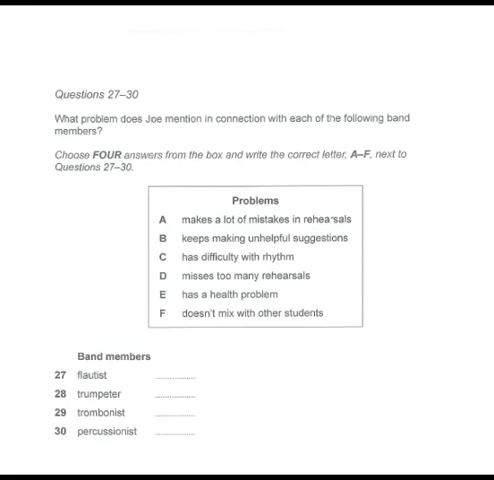 Questions 27–30
What problem does Joe mention in connection with each of the following band
members?
Choose FOUR answers from the box and write the correct letter, A–F, next to
Questions 27–30.
Problems
A makes a lot of mistakes in rehearsals
B keeps making unhelpful suggestions
C has difficulty with rhythm
D misses too many rehearsals
E has a health problem
F doesn't mix with other students
Band members
27 flautist ....................
28 trumpeter ....................
29 trombonist ....................
30 percussionist ....................